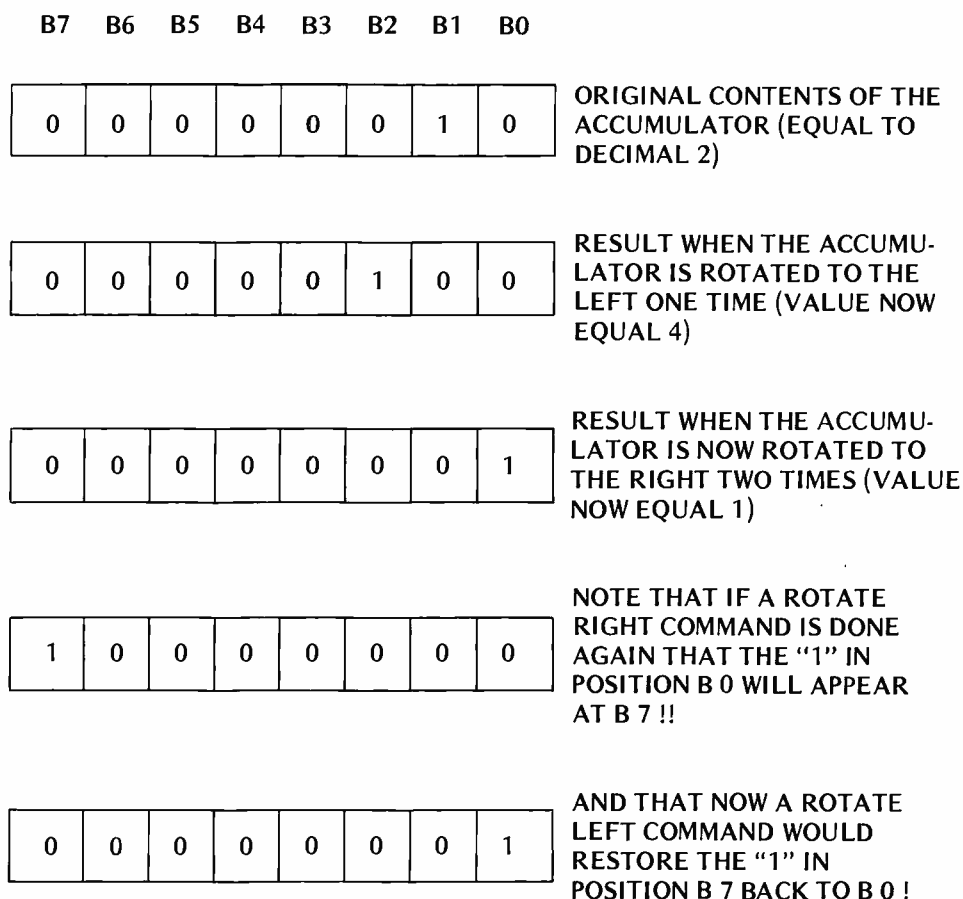 B7 B6 B5 B4 B3 B2 B1 B0
0 0 0 0 0 0 1 0
ORIGINAL CONTENTS OF THE
ACCUMULATOR (EQUAL TO
DECIMAL 2)
0 0 0 0 0 1 0 0
RESULT WHEN THE ACCUMU-
LATOR IS ROTATED TO THE
LEFT ONE TIME (VALUE NOW
EQUAL 4)
0 0 0 0 0 0 0 1
RESULT WHEN THE ACCUMU-
LATOR IS NOW ROTATED TO
THE RIGHT TWO TIMES (VALUE
NOW EQUAL 1)
1 0 0 0 0 0 0 0
NOTE THAT IF A ROTATE
RIGHT COMMAND IS DONE
AGAIN THAT THE “1” IN
POSITION B 0 WILL APPEAR
AT B 7 !!
0 0 0 0 0 0 0 1
AND THAT NOW A ROTATE
LEFT COMMAND WOULD
RESTORE THE “1” IN
POSITION B 7 BACK TO B 0 !